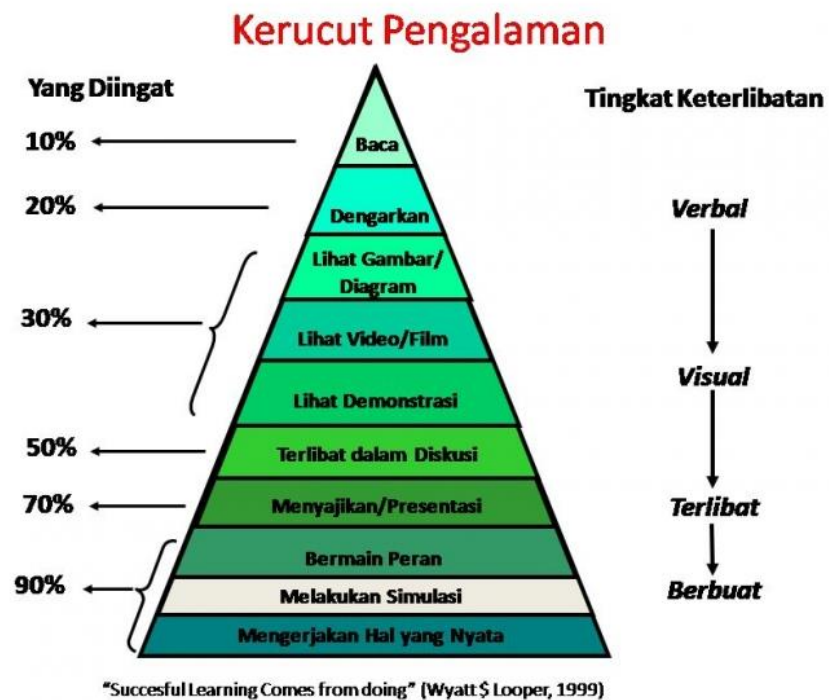 Kerucut Pengalaman
Yang Diingat
Tingkat Keterlibatan
10%
Baca
20%
Dengarkan
Verbal
Lihat Gambar/
Diagram
30%
Lihat Video/Film
Visual
Lihat Demonstrasi
50%
Terlibat dalam Diskusi
70%
Menyajikan/Presentasi
Terlibat
Bermain Peran
90%
Melakukan Simulasi
Berbuat
Mengerjakan Hal yang Nyata
“Succesful Learning Comes from doing” (Wyatt $ Looper, 1999)